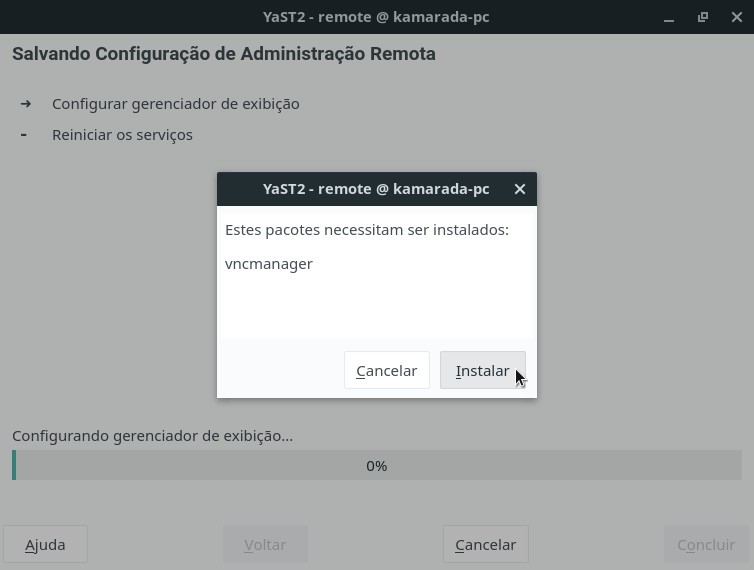 YaST2 - remote @ kamarada-pc
Salvando Configuração de Administração Remota
Configurar gerenciador de exibição
Reiniciar os serviços
YaST2 - remote @ kamarada-pc
Estes pacotes necessitam ser instalados:
vncmanager
Cancelar
Instalar
Configurando gerenciador de exibição...
0%
Ajuda
Voltar
Cancelar
Concluir